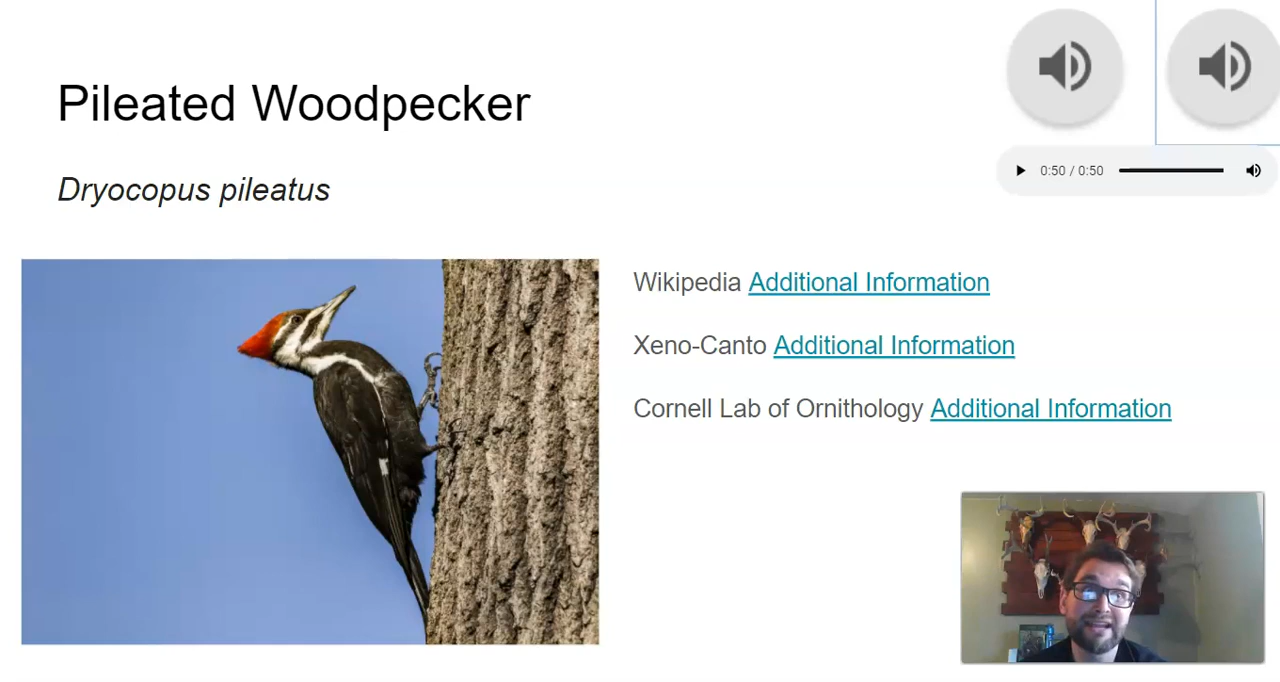 Pileated Woodpecker
Dryocopus pileatus
0:50 / 0:50
Wikipedia Additional Information
Xeno-Canto Additional Information
Cornell Lab of Ornithology Additional Information